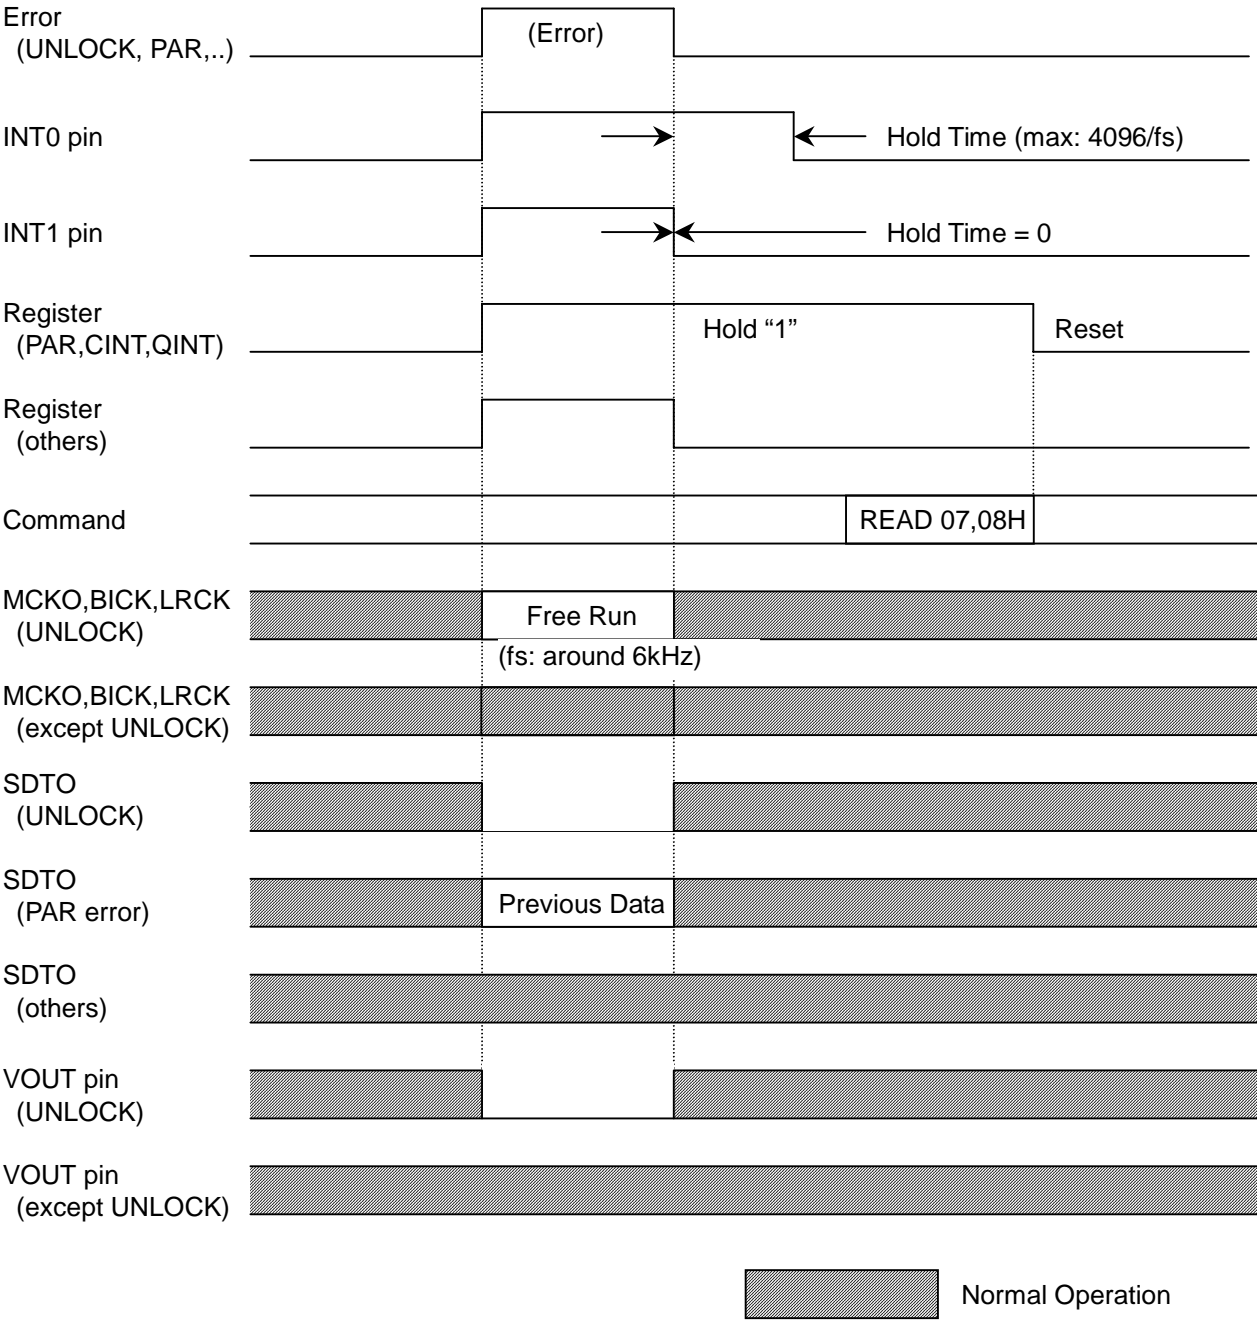 Error
(UNLOCK, PAR,..)
(Error)
INT0 pin
Hold Time (max: 4096/fs)
INT1 pin
Hold Time = 0
Register
(PAR,CINT,QINT)
Hold “1”
Reset
Register
(others)
Command
READ 07,08H
MCKO,BICK,LRCK
(UNLOCK)
Free Run
(fs: around 6kHz)
MCKO,BICK,LRCK
(except UNLOCK)
SDTO
(UNLOCK)
SDTO
(PAR error)
Previous Data
SDTO
(others)
VOUT pin
(UNLOCK)
VOUT pin
(except UNLOCK)
Normal Operation